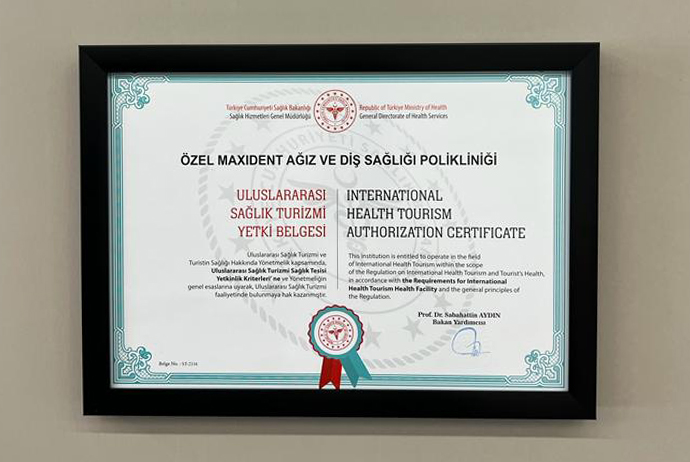 Türkiye Cumhuriyeti Sağlık Bakanlığı
Sağlık Hizmetleri Genel Müdürlüğü
Republic of Türkiye Ministry of Health
General Directorate of Health Services
ÖZEL MAXIDENT AĞIZ VE DİŞ SAĞLIĞI POLİKLİNİĞİ
ULUSLARARASI
SAĞLIK TURİZMİ
YETKİ BELGESİ
INTERNATIONAL
HEALTH TOURISM
AUTHORIZATION CERTIFICATE
Uluslararası Sağlık Turizmi ve
Turistin Sağlığı Hakkında Yönetmelik kapsamında,
Uluslararası Sağlık Turizmi Sağlık Tesisi
Yetkinlik Kriterleri' ne ve Yönetmeliğin
genel esaslarına uyarak, Uluslararası Sağlık Turizmi
faaliyetinde bulunmaya hak kazanmıştır.
This institution is entitled to operate in the field
of International Health Tourism within the scope
of the Regulation on International Health Tourism and Tourist's Health,
in accordance with the Requirements for International
Health Tourism Health Facility and the general principles of
the Regulation.
Prof. Dr. Sabahattin AYDIN
Bakan Yardımcısı
Belge No :